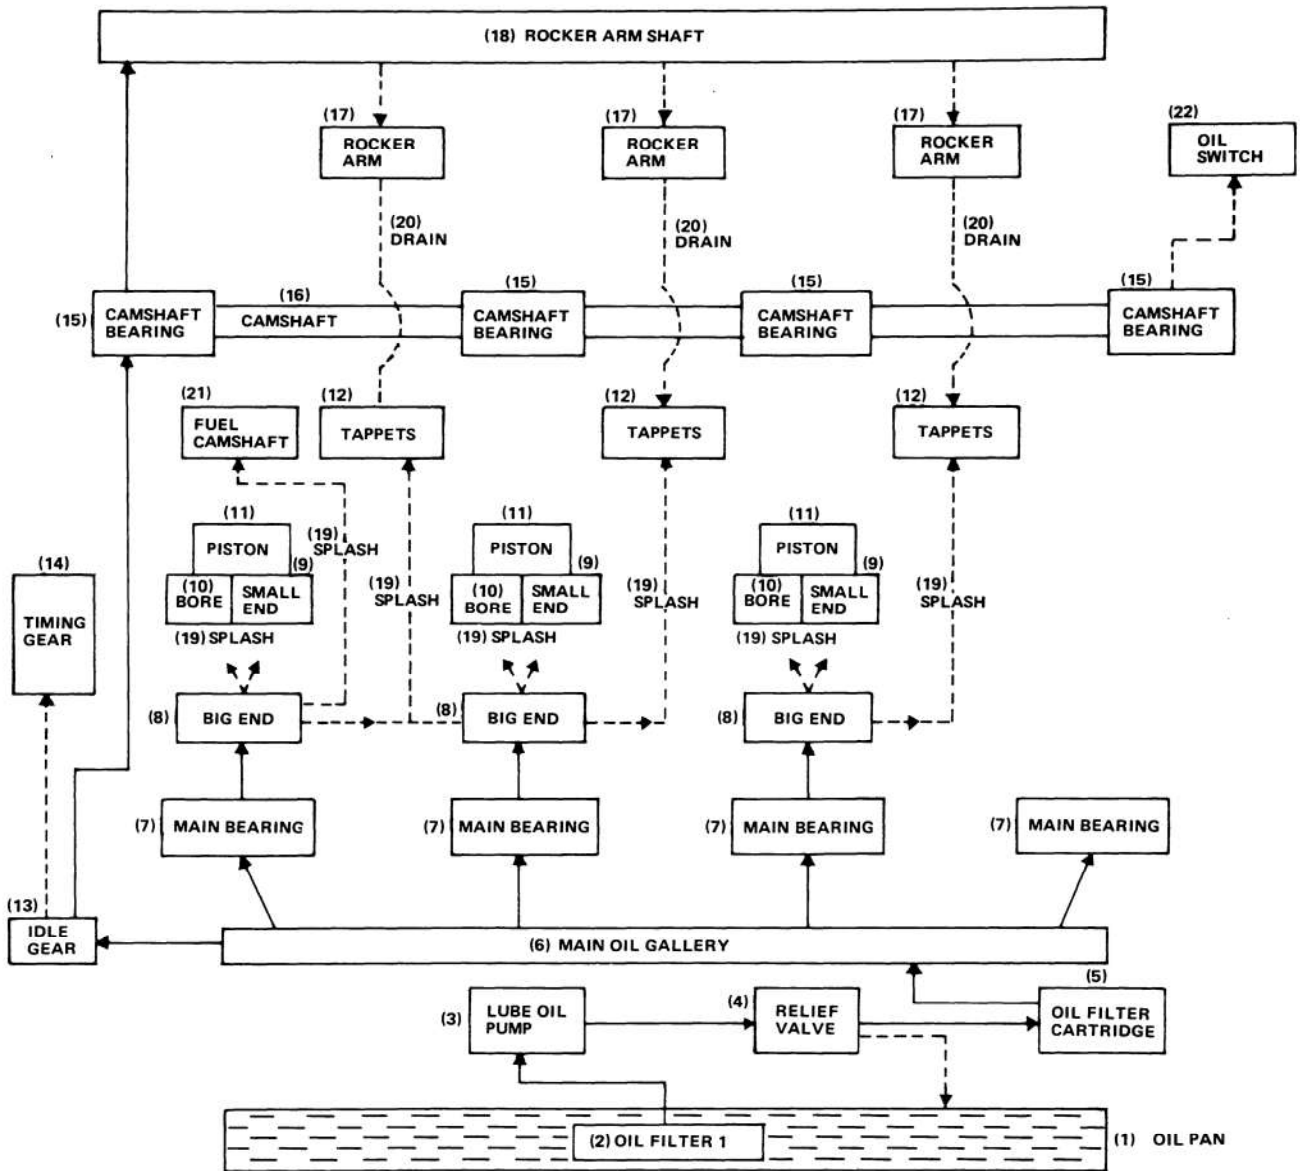 (18) ROCKER ARM SHAFT
(17)
(17)
(17)
(22)
ROCKER
ARM
ROCKER
ARM
ROCKER
ARM
OIL
SWITCH
(20)
DRAIN
(20)
DRAIN
(20)
DRAIN
(15)
CAMSHAFT
BEARING
(16)
CAMSHAFT
(15)
CAMSHAFT
BEARING
(15)
CAMSHAFT
BEARING
(15)
CAMSHAFT
BEARING
(21)
FUEL
CAMSHAFT
(12)
TAPPETS
(12)
TAPPETS
(12)
TAPPETS
(11)
PISTON
(9)
(10)
BORE
SMALL
END
(19) SPLASH
(19)
SPLASH
(19)
SPLASH
(11)
PISTON
(9)
(10)
BORE
SMALL
END
(19) SPLASH
(19)
SPLASH
(11)
PISTON
(9)
(10)
BORE
SMALL
END
(19) SPLASH
(19)
SPLASH
(14)
TIMING
GEAR
(8)
BIG END
(8)
BIG END
(8)
BIG END
(7)
MAIN BEARING
(7)
MAIN BEARING
(7)
MAIN BEARING
(7)
MAIN BEARING
(13)
IDLE
GEAR
(6) MAIN OIL GALLERY
(3)
LUBE OIL
PUMP
(4)
RELIEF
VALVE
(5)
OIL FILTER
CARTRIDGE
(2) OIL FILTER 1
(1) OIL PAN